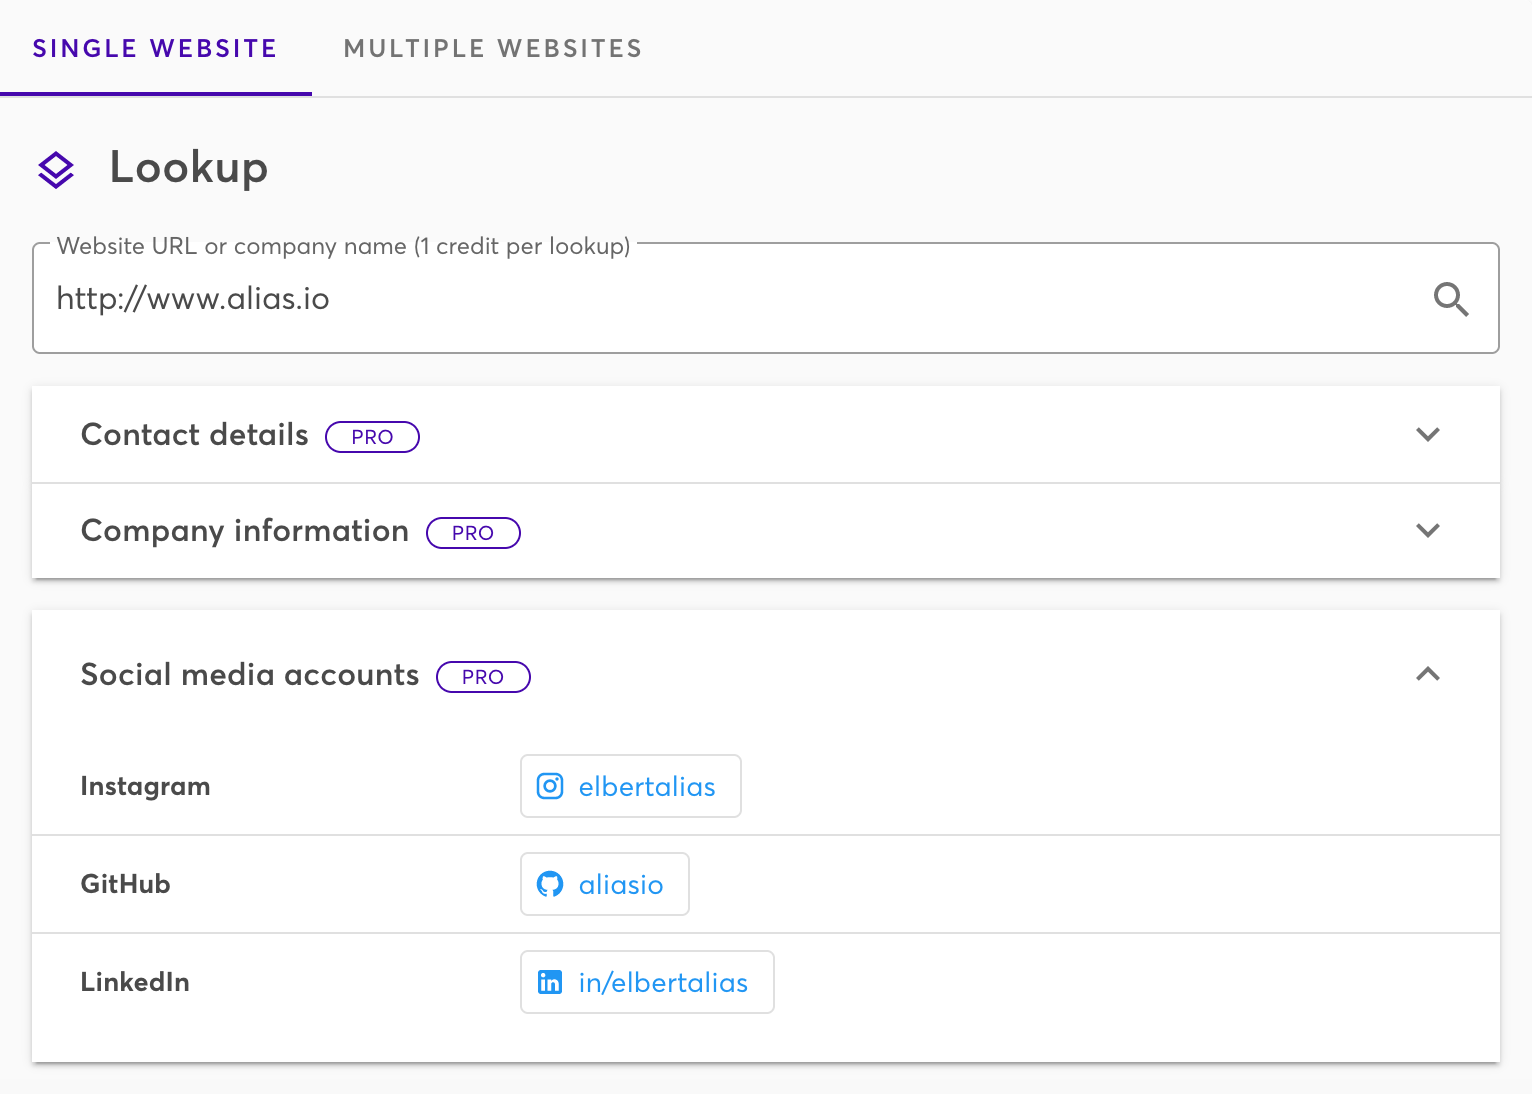 SINGLE WEBSITE MULTIPLE WEBSITES
Lookup
Website URL or company name (1 credit per lookup)
http://www.alias.io
Contact details PRO
Company information PRO
Social media accounts PRO
Instagram elbertalias
GitHub aliasio
LinkedIn in/elbertalias